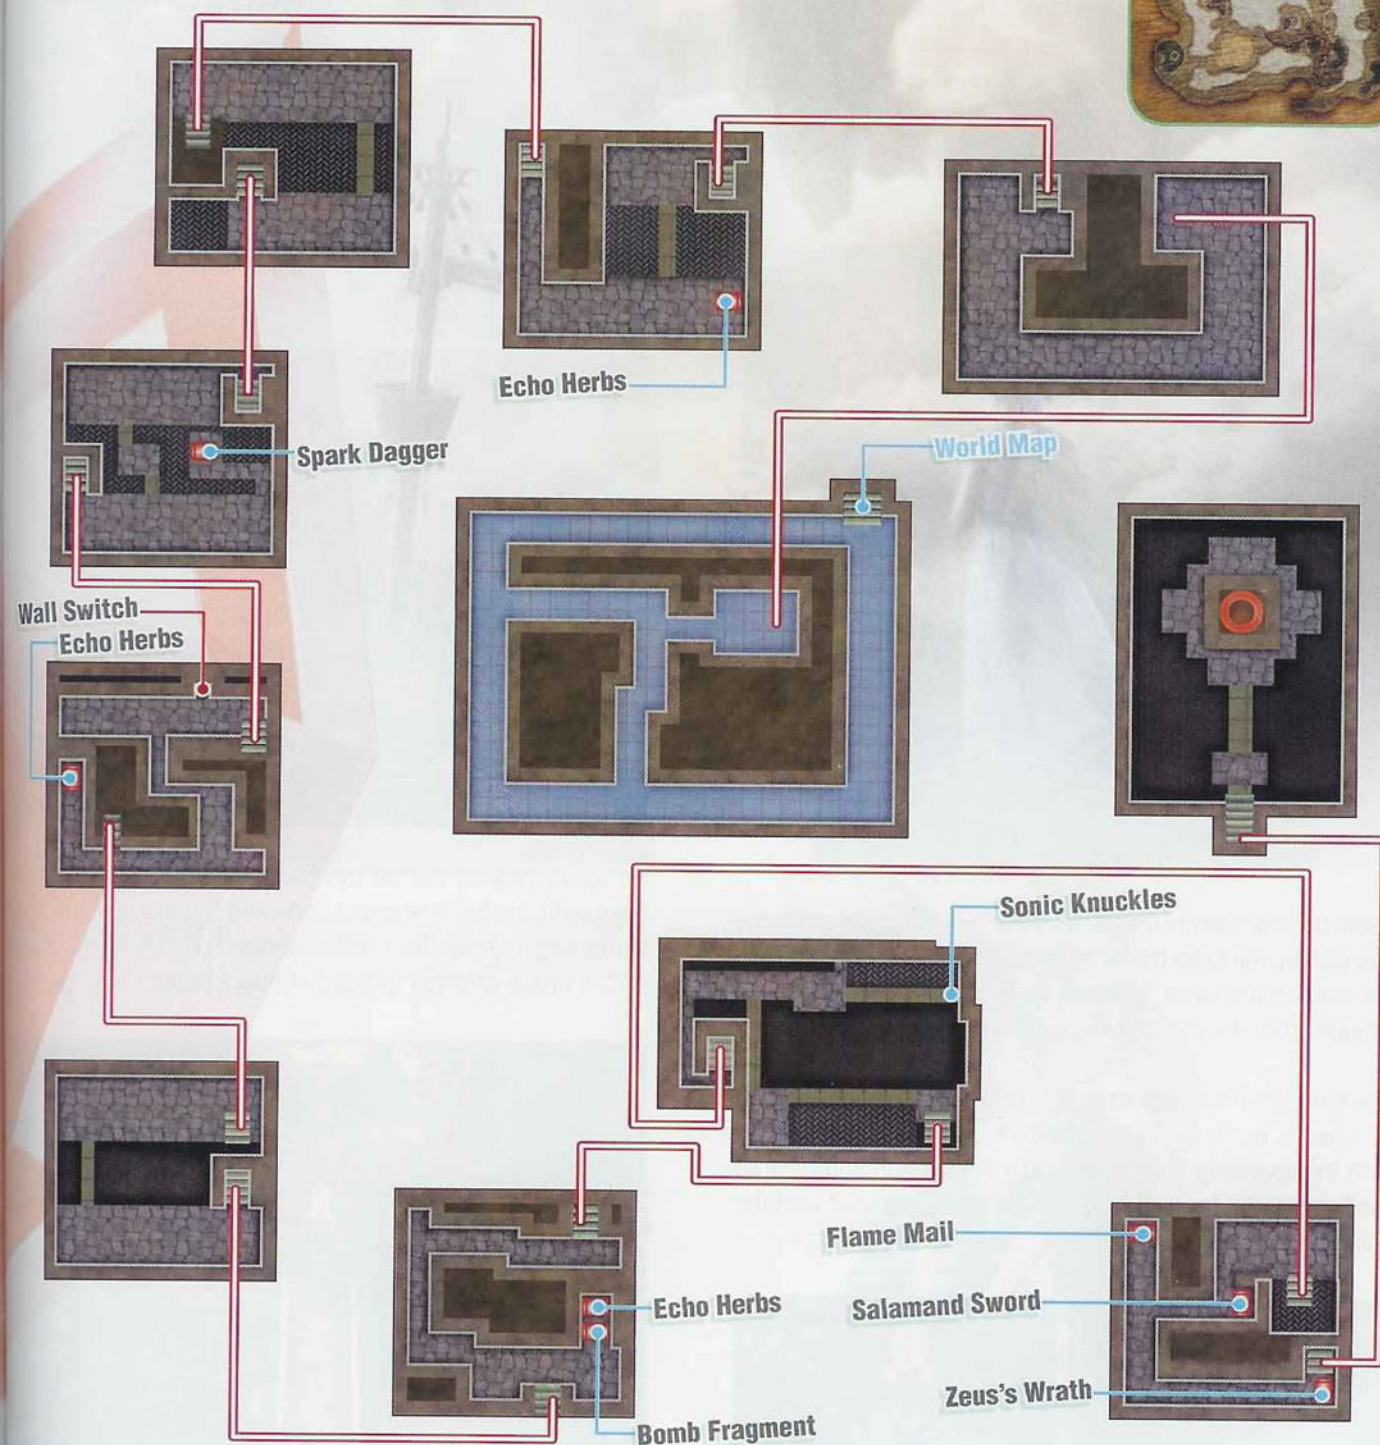 Echo Herbs
Spark Dagger
World Map
Wall Switch
Echo Herbs
Sonic Knuckles
Flame Mail
Echo Herbs
Salamand Sword
Zeus's Wrath
Bomb Fragment